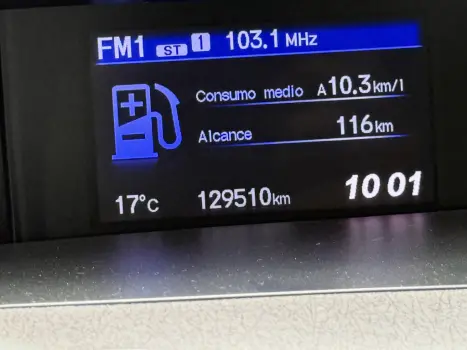 FM1 ST 1 103.1 MHz
Consumo medio A10.3km/l
Alcance 116km
17°C 129510km 10 01